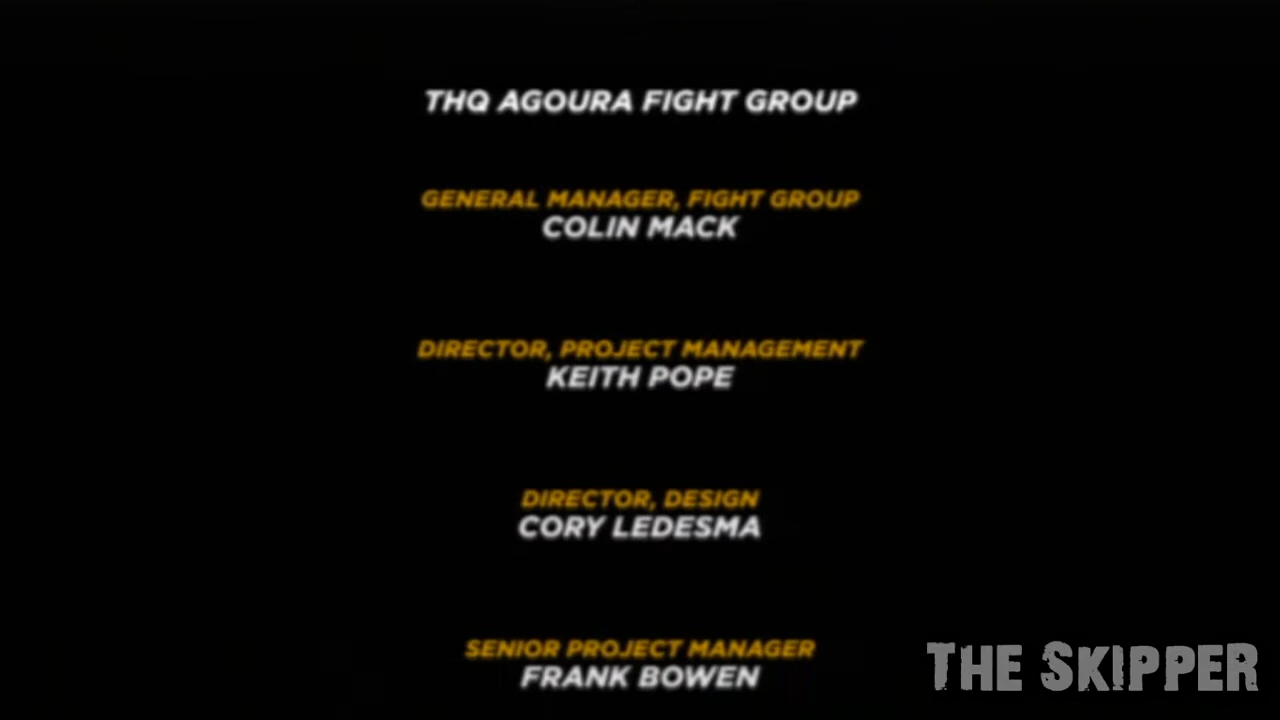 THQ AGOURA FIGHT GROUP
GENERAL MANAGER, FIGHT GROUP
COLIN MACK
DIRECTOR, PROJECT MANAGEMENT
KEITH POPE
DIRECTOR, DESIGN
CORY LEDESMA
SENIOR PROJECT MANAGER
FRANK BOWEN
THE SKIPPER